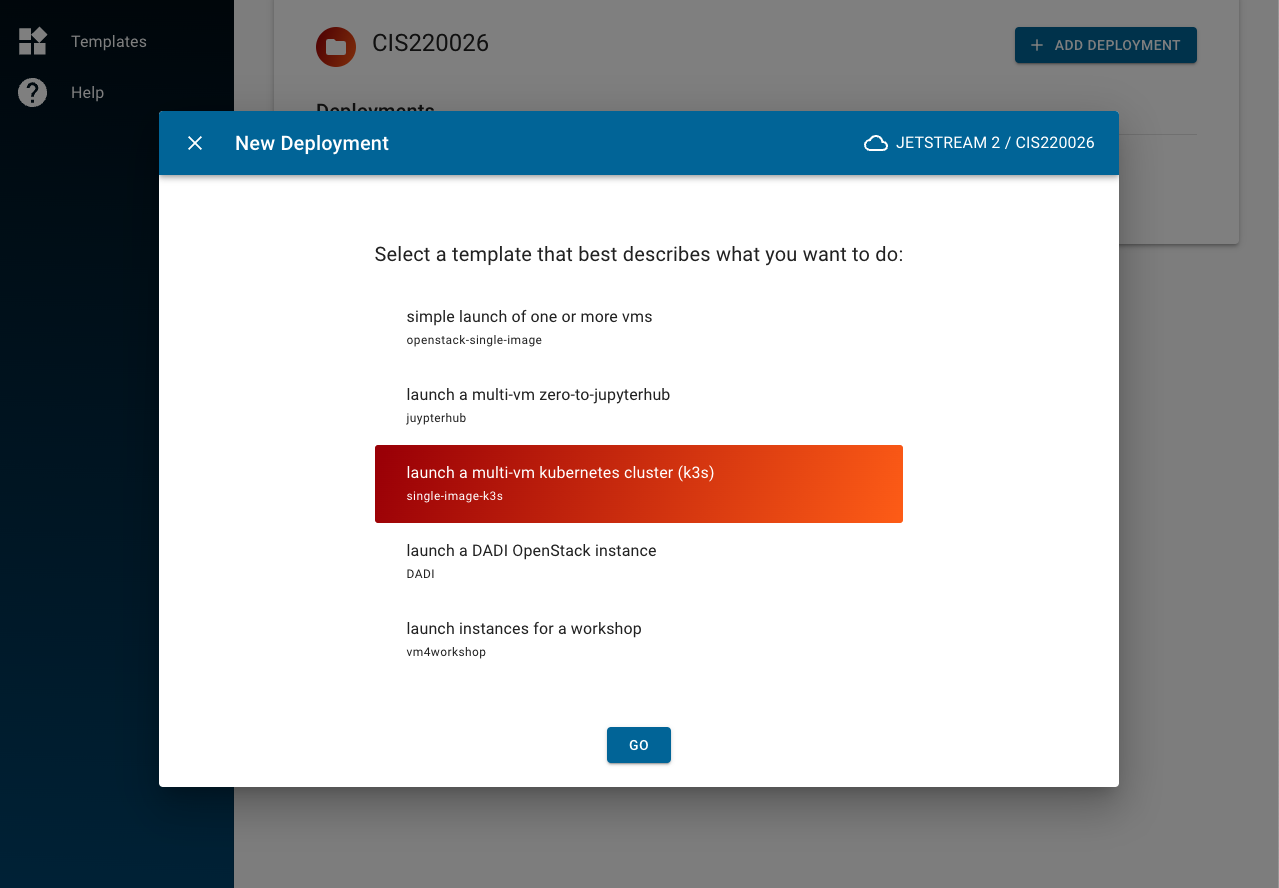 Templates
Help
CIS220026
ADD DEPLOYMENT
Deployments
New Deployment
JETSTREAM 2 / CIS220026
Select a template that best describes what you want to do:
simple launch of one or more vms
openstack-single-image
launch a multi-vm zero-to-jupyterhub
juypterhub
launch a multi-vm kubernetes cluster (k3s)
single-image-k3s
launch a DADI OpenStack instance
DADI
launch instances for a workshop
vm4workshop
GO